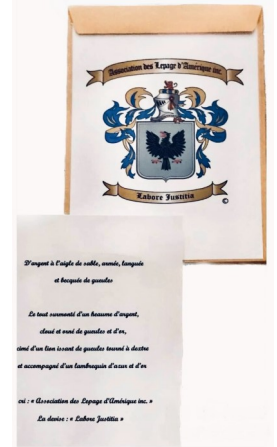 Association des Lepage d'Amérique inc.
Labore Justitia
©
D'argent à l'aigle de sable, armée, languée
et becquée de gueules
Le tout surmonté d'un heaume d'argent,
cloué et orné de gueules et d'or,
cimé d'un lion issant de gueules tourné à dextre
et accompagné d'un lambrequin d'azur et d'or
cri : « Association des Lepage d'Amérique inc. »
La devise : « Labore Justitia »